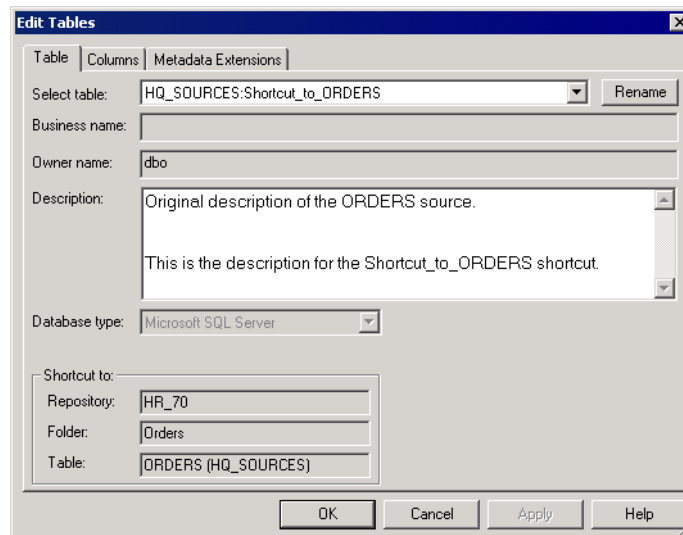 Edit Tables
Table Columns Metadata Extensions
Select table: HQ_SOURCES:Shortcut_to_ORDERS Rename
Business name:
Owner name: dbo
Description: Original description of the ORDERS source.
This is the description for the Shortcut_to_ORDERS shortcut.
Database type: Microsoft SQL Server
Shortcut to:
Repository: HR_70
Folder: Orders
Table: ORDERS (HQ_SOURCES)
OK Cancel Apply Help